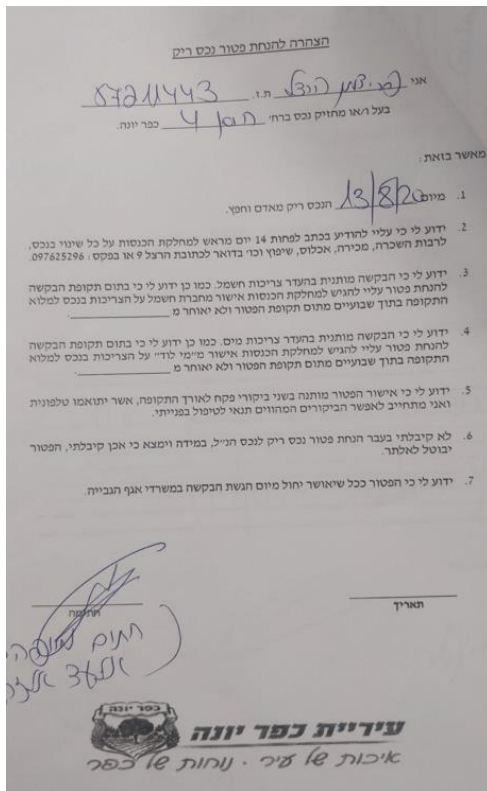 הצהרה להנחת פטור נכס ריק
אני פרידמן הרצל ת.ז. 57211443
בעל ו/או מחזיק נכס ברח' חסן 4 כפר יונה.
מאשר בזאת:
1. מיום 13/8/20 הנכס ריק מאדם וחפץ.
2. ידוע לי כי עליי להודיע בכתב לפחות 14 יום מראש למחלקת הכנסות על כל שינוי בנכס,
לרבות השכרה, מכירה, אכלוס, שיפוץ וכו' בדואר לכתובת הרצל 9 או בפקס: 097625296.
3. ידוע לי כי הבקשה מותנית בהעדר צריכות חשמל. כמו כן ידוע לי כי בתום תקופת הבקשה
להנחת פטור עליי להגיש למחלקת הכנסות אישור מחברת חשמל על הצריכות בנכס למלוא
התקופה בתוך שבועיים מתום תקופת הפטור ולא יאוחר מ
4. ידוע לי כי הבקשה מותנית בהעדר צריכות מים. כמו כן ידוע לי כי בתום תקופת הבקשה
להנחת פטור עליי להגיש למחלקת הכנסות אישור מ"מי לוד" על הצריכות בנכס למלוא
התקופה בתוך שבועיים מתום תקופת הפטור ולא יאוחר מ
5. ידוע לי כי אישור הפטור מותנה בשני ביקורי פקח לאורך התקופה, אשר יתואמו טלפונית
ואני מתחייב לאפשר הביקורים המהווים תנאי לטיפול בפנייתי.
6. לא קיבלתי בעבר הנחת פטור נכס ריק לנכס הנ"ל, במידה וימצא כי אכן קיבלתי, הפטור
יבוטל לאלתר.
7. ידוע לי כי הפטור ככל שיאושר יחול מיום הגשת הבקשה במשרדי אגף הגבייה.
תאריך
חתימה
חתום
אלעד
כפר יונה
עיריית כפר יונה
איכות של עיר · נוחות של כפר